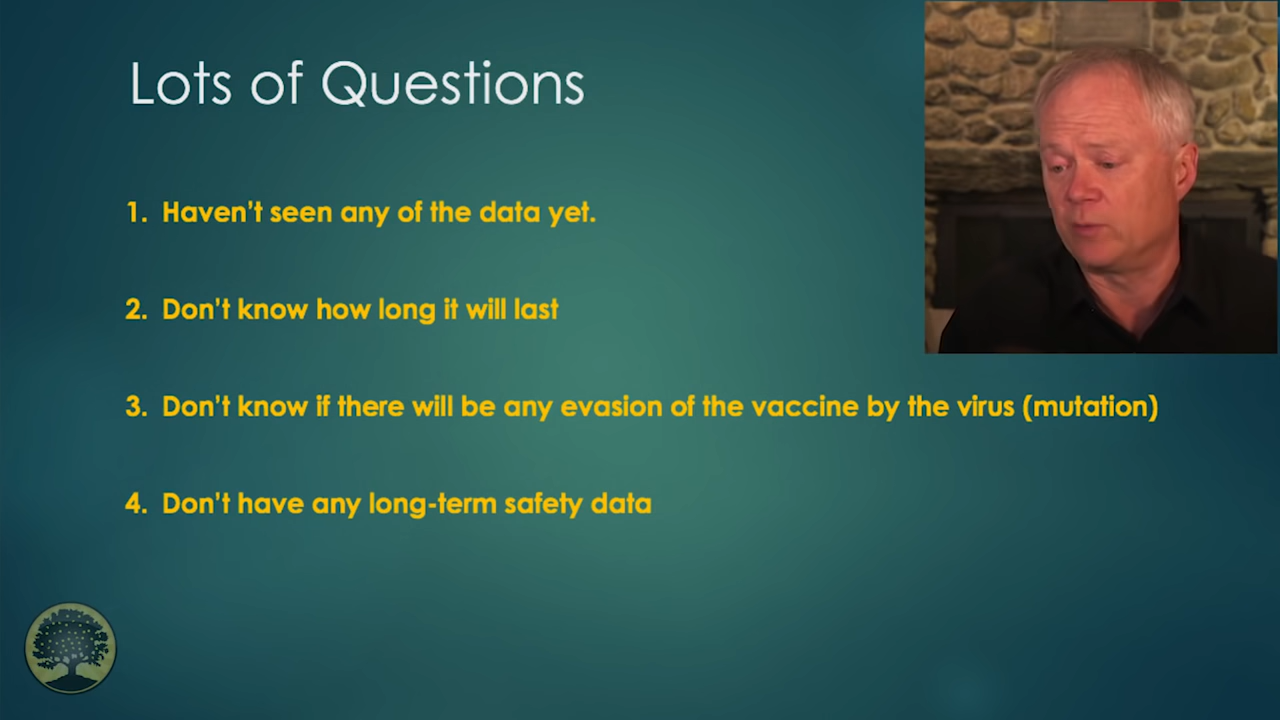 Lots of Questions
1. Haven't seen any of the data yet.
2. Don't know how long it will last
3. Don't know if there will be any evasion of the vaccine by the virus (mutation)
4. Don't have any long-term safety data